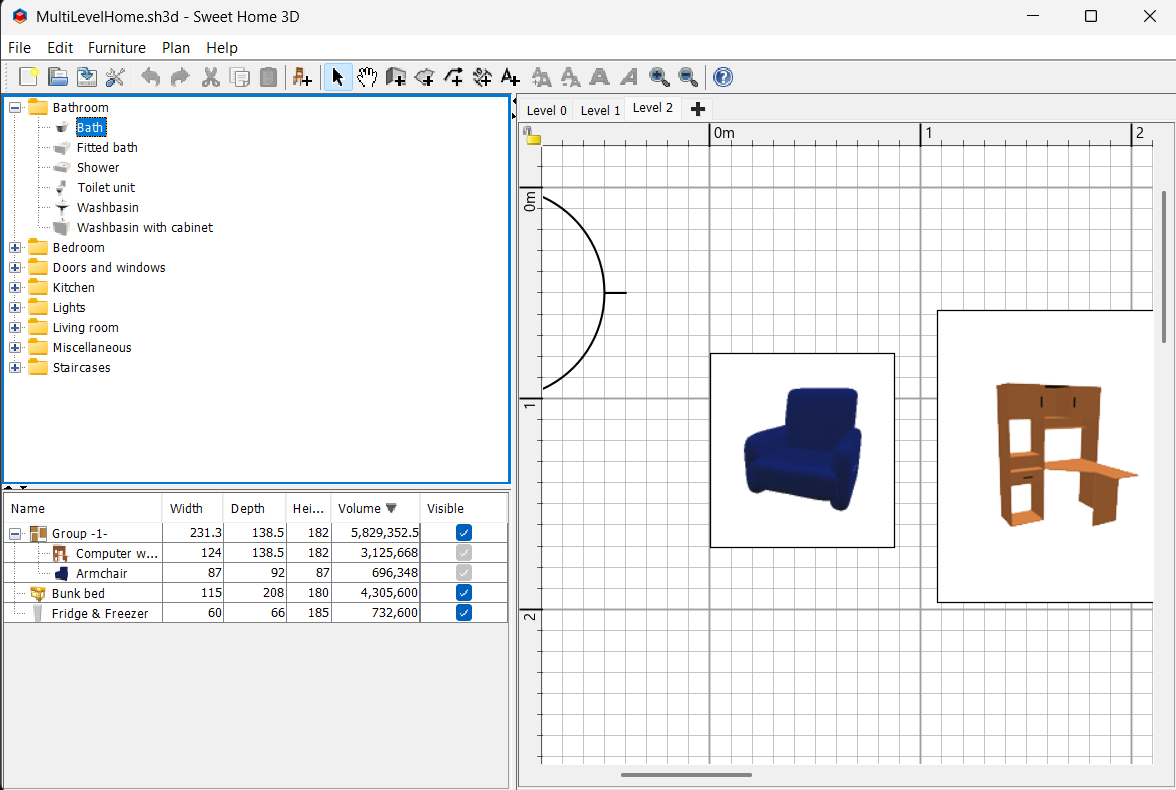 MultiLevelHome.sh3d - Sweet Home 3D
File Edit Furniture Plan Help
Bathroom
Bath
Fitted bath
Shower
Toilet unit
Washbasin
Washbasin with cabinet
Bedroom
Doors and windows
Kitchen
Lights
Living room
Miscellaneous
Staircases
Name Width Depth Hei... Volume Visible
Group -1- 231.3 138.5 182 5,829,352.5
Computer w... 124 138.5 182 3,125,668
Armchair 87 92 87 696,348
Bunk bed 115 208 180 4,305,600
Fridge & Freezer 60 66 185 732,600
Level 0 Level 1 Level 2
0m 1 2
0m
1
2